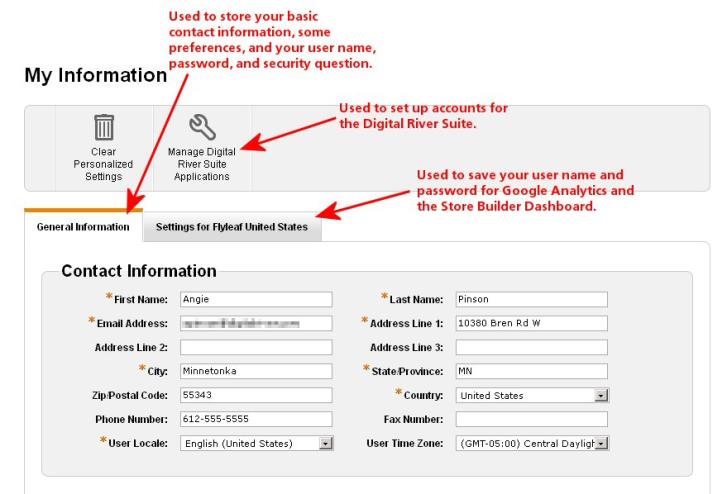 Used to store your basic
contact information, some
preferences, and your user name,
password, and security question.
My Information
Used to set up accounts for
the Digital River Suite.
Clear
Personalized
Settings
Manage Digital
River Suite
Applications
Used to save your user name and
password for Google Analytics and
the Store Builder Dashboard.
General Information
Settings for Flyleaf United States
Contact Information
*First Name: Angie
*Last Name: Pinson
*Email Address:
*Address Line 1: 10380 Bren Rd W
Address Line 2:
Address Line 3:
*City: Minnetonka
*State/Province: MN
Zip/Postal Code: 55343
*Country: United States
Phone Number: 612-555-5555
Fax Number:
*User Locale: English (United States)
User Time Zone: (GMT-05:00) Central Dayligh